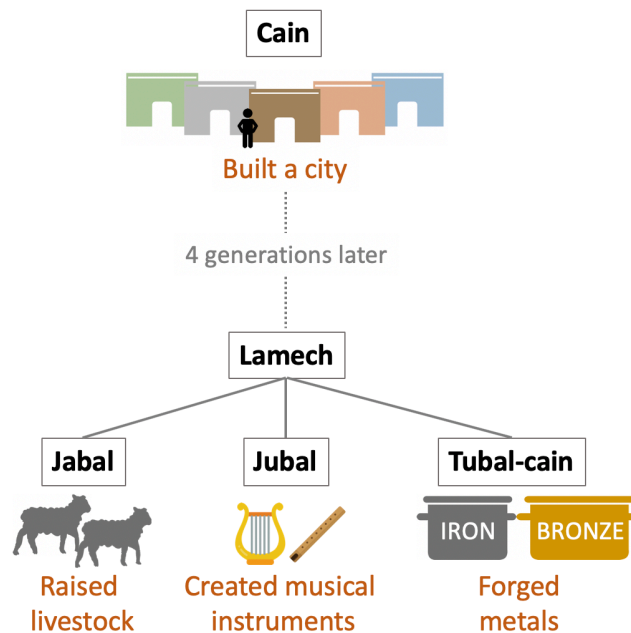 Cain
Built a city
4 generations later
Lamech
Jabal
Jubal
Tubal-cain
IRON
BRONZE
Raised
livestock
Created musical
instruments
Forged
metals